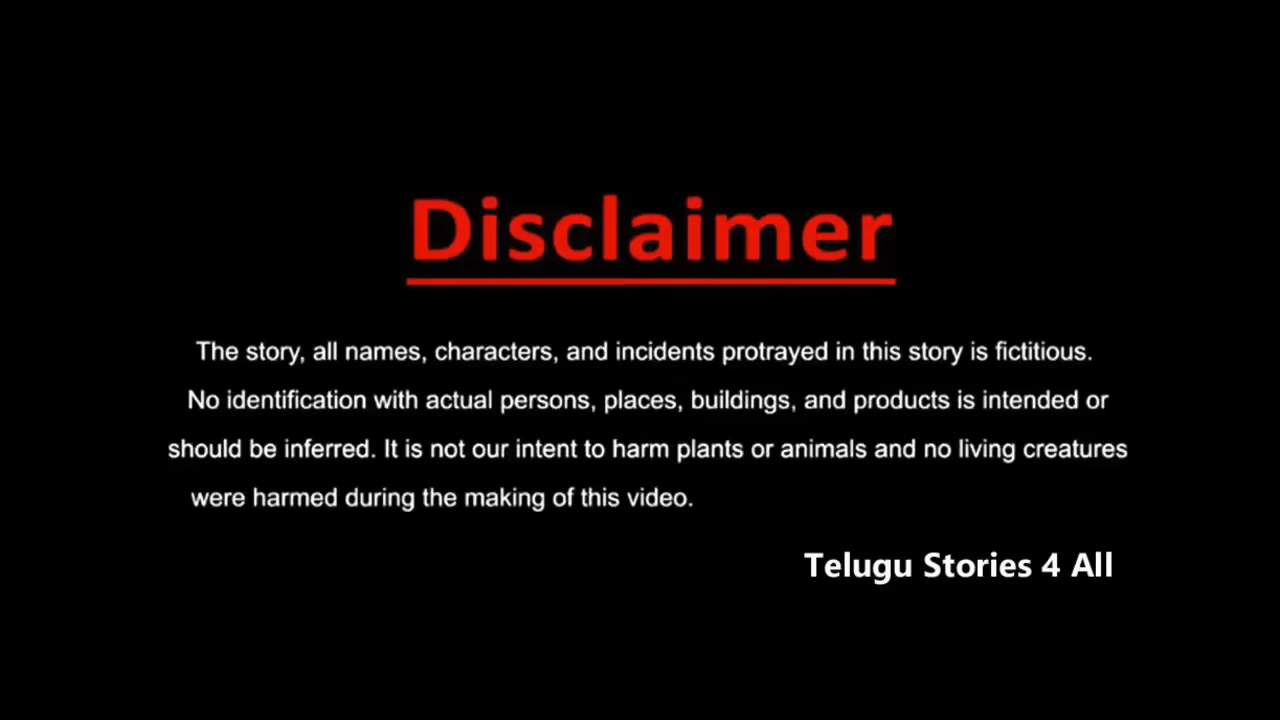 Disclaimer
The story, all names, characters, and incidents protrayed in this story is fictitious.
No identification with actual persons, places, buildings, and products is intended or
should be inferred. It is not our intent to harm plants or animals and no living creatures
were harmed during the making of this video.
Telugu Stories 4 All